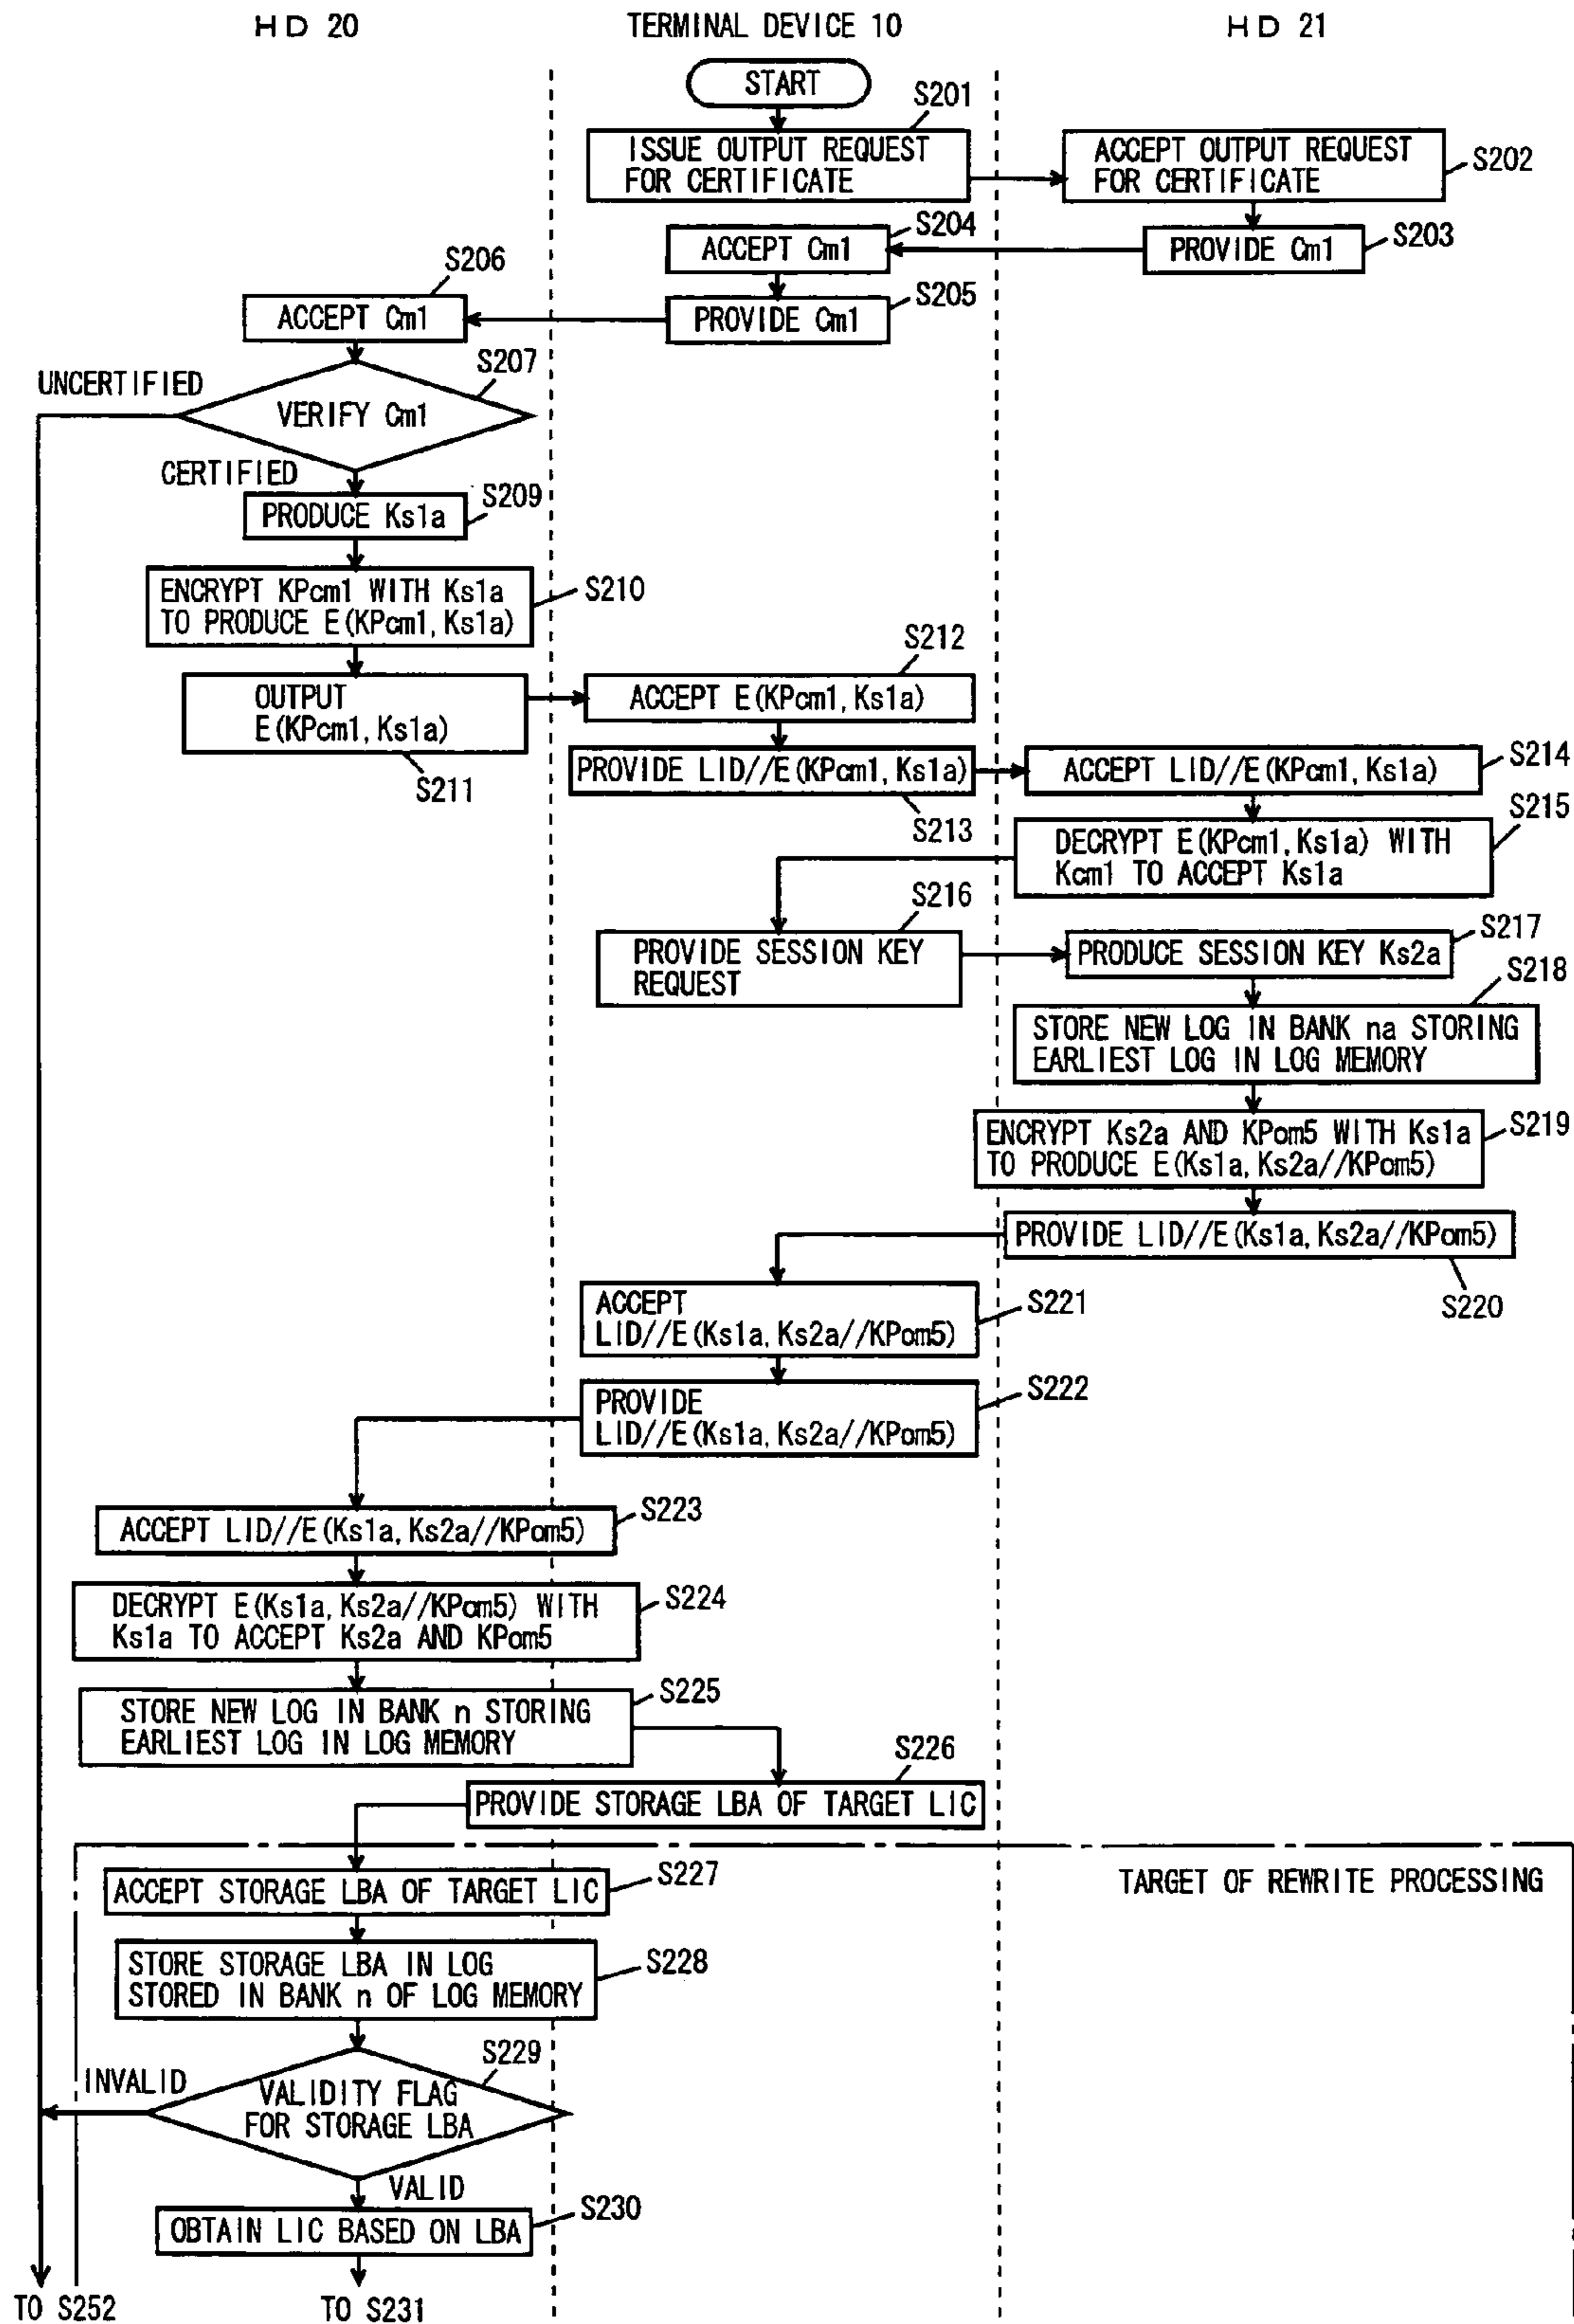 HD 20
TERMINAL DEVICE 10
HD 21
START
S201
ISSUE OUTPUT REQUEST
FOR CERTIFICATE
ACCEPT OUTPUT REQUEST
FOR CERTIFICATE
S202
S204
ACCEPT Cm1
PROVIDE Cm1
S203
S206
S205
ACCEPT Cm1
PROVIDE Cm1
S207
UNCERTIFIED
VERIFY Cm1
CERTIFIED
S209
PRODUCE Ks1a
ENCRYPT KPcm1 WITH Ks1a
TO PRODUCE E(KPcm1, Ks1a)
S210
S212
OUTPUT
E(KPcm1, Ks1a)
ACCEPT E(KPcm1, Ks1a)
S211
PROVIDE LID//E(KPcm1, Ks1a)
ACCEPT LID//E(KPcm1, Ks1a)
S214
S213
S215
DECRYPT E(KPcm1, Ks1a) WITH
Kcm1 TO ACCEPT Ks1a
S216
PROVIDE SESSION KEY
REQUEST
S217
PRODUCE SESSION KEY Ks2a
S218
STORE NEW LOG IN BANK na STORING
EARLIEST LOG IN LOG MEMORY
ENCRYPT Ks2a AND KPom5 WITH Ks1a
TO PRODUCE E(Ks1a, Ks2a//KPom5)
S219
PROVIDE LID//E(Ks1a, Ks2a//KPom5)
S220
ACCEPT
LID//E(Ks1a, Ks2a//KPom5)
S221
PROVIDE
LID//E(Ks1a, Ks2a//KPom5)
S222
ACCEPT LID//E(Ks1a, Ks2a//KPom5)
S223
DECRYPT E(Ks1a, Ks2a//KPom5) WITH
Ks1a TO ACCEPT Ks2a AND KPom5
S224
STORE NEW LOG IN BANK n STORING
EARLIEST LOG IN LOG MEMORY
S225
S226
PROVIDE STORAGE LBA OF TARGET LIC
TARGET OF REWRITE PROCESSING
ACCEPT STORAGE LBA OF TARGET LIC
S227
STORE STORAGE LBA IN LOG
STORED IN BANK n OF LOG MEMORY
S228
S229
INVALID
VALIDITY FLAG
FOR STORAGE LBA
VALID
OBTAIN LIC BASED ON LBA
S230
TO S252
TO S231